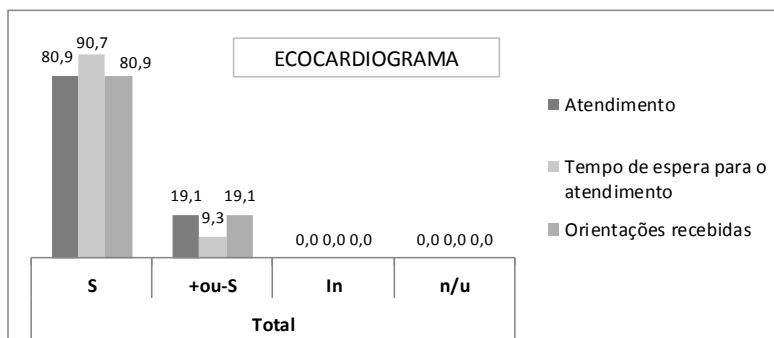 ECOCARDIOGRAMA
90,7
80,9
80,9
19,1
19,1
9,3
0,0 0,0 0,0
0,0 0,0 0,0
S
+ou-S
In
n/u
Total
Atendimento
Tempo de espera para o
atendimento
Orientações recebidas